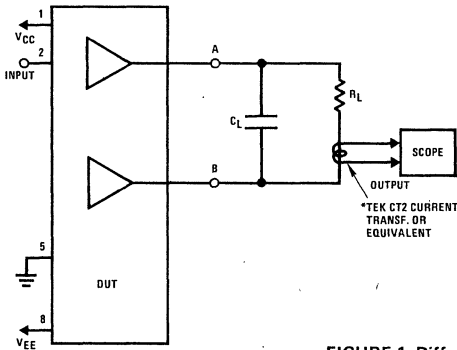 1
VCC
2
INPUT
A
RL
CL
SCOPE
B
OUTPUT
*TEK CT2 CURRENT
TRANSF. OR
EQUIVALENT
5
DUT
8
VEE
FIGURE 1. Diff